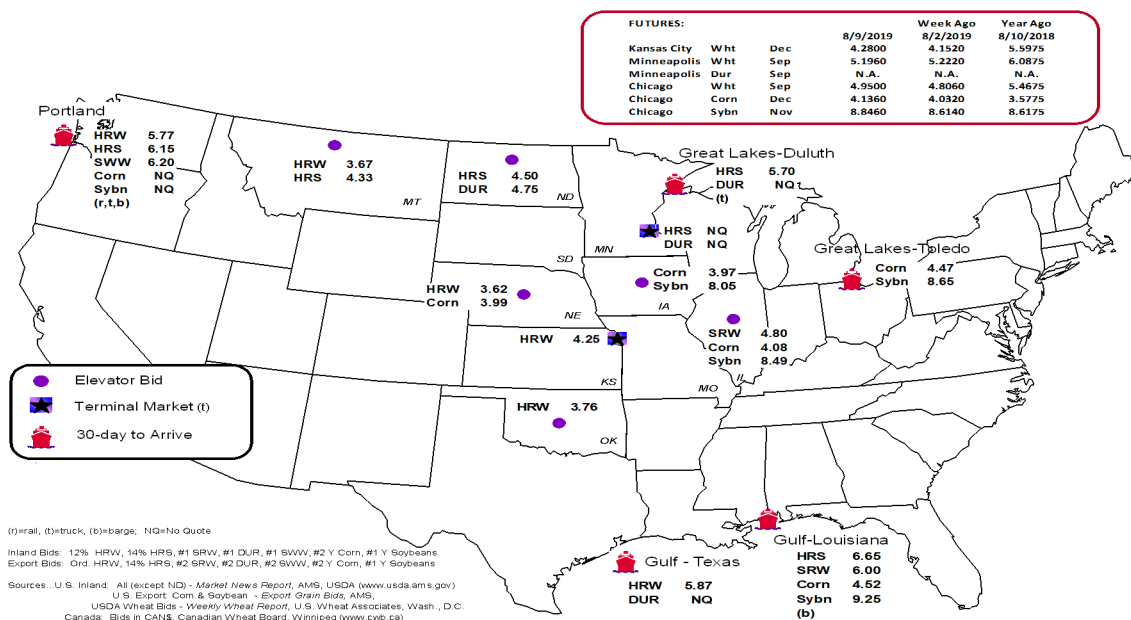 FUTURES: Week Ago Year Ago
8/9/2019 8/2/2019 8/10/2018
Kansas City Wht Dec 4.2800 4.1520 5.5975
Minneapolis Wht Sep 5.1960 5.2220 6.0875
Minneapolis Dur Sep N.A. N.A. N.A.
Chicago Wht Sep 4.9500 4.8060 5.4675
Chicago Corn Dec 4.1360 4.0320 3.5775
Chicago Sybn Nov 8.8460 8.6140 8.6175
Portland
HRW 5.77
HRS 6.15
SWW 6.20
Corn NQ
Sybn NQ
(r,t,b)
HRW 3.67
HRS 4.33
MT
HRS 4.50
DUR 4.75
ND
Great Lakes-Duluth
HRS 5.70
DUR NQ
(t)
HRS NQ
DUR NQ
MN
SD
Great Lakes-Toledo
Corn 4.47
Sybn 8.65
Corn 3.97
Sybn 8.05
IA
HRW 3.62
Corn 3.99
NE
SRW 4.80
Corn 4.08
Sybn 8.49
IL
HRW 4.25
KS
MO
HRW 3.76
OK
Elevator Bid
Terminal Market (t)
30-day to Arrive
Gulf-Louisiana
HRS 6.65
SRW 6.00
Corn 4.52
Sybn 9.25
(b)
Gulf - Texas
HRW 5.87
DUR NQ
(r)=rail, (t)=truck, (b)=barge; NQ=No Quote
Inland Bids: 12% HRW, 14% HRS, #1 SRW, #1 DUR, #1 SWW, #2 Y Corn, #1 Y Soybeans
Export Bids: Ord. HRW, 14% HRS, #2 SRW, #2 DUR, #2 SWW, #2 Y Corn, #1 Y Soybeans
Sources...U.S. Inland: All (except ND) - Market News Report, AMS, USDA (www.usda.ams.gov)
U.S. Export: Corn & Soybean - Export Grain Bids, AMS,
USDA Wheat Bids - Weekly Wheat Report, U.S. Wheat Associates, Wash., D.C.
Canada: Bids in CAN$, Canadian Wheat Board, Winnipeg (www.cwb.ca)